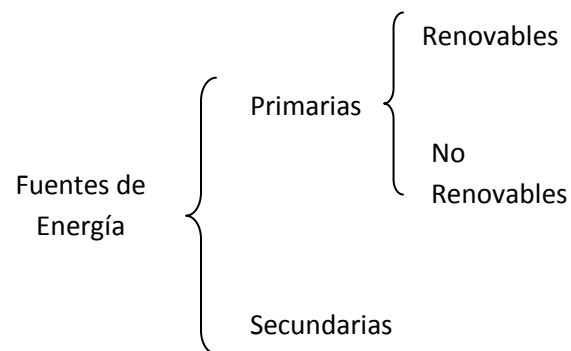 Fuentes de
Energía
Primarias
Renovables
No
Renovables
Secundarias